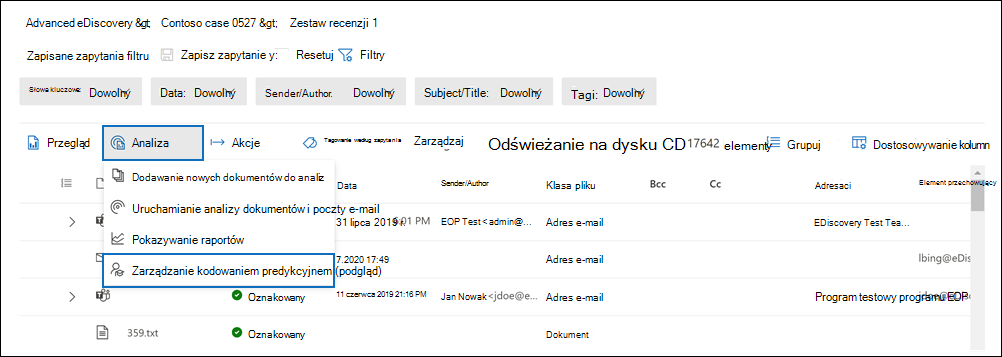 Advanced eDiscovery &gt; Contoso case 0527 &gt; Zestaw recenzji 1
Zapisane zapytania filtru Zapisz zapytanie y: Resetuj Filtry
Słowa kluczowe: Dowolny Data: Dowolny Sender/Author. Dowolny Subject/Title: Dowolny Tagi: Dowolny
Przegląd Analiza Akcje Tagowanie według zapytania Zarządzaj Odświeżanie na dysku CD 17642 elementy Grupuj Dostosowywanie kolumn
Dodawanie nowych dokumentów do analiz
Data Sender/Author Klasa pliku Bcc Cc Adresaci Element przechowujący
Uruchamianie analizy dokumentów i poczty e-mail
31 lipca 2019 r. 6:01 PM EOP Test <admin@... Adres e-mail EDiscovery Test Tea...
Pokazywanie raportów
7.2020 17:49 Adres e-mail lbing@eDisc
Zarządzanie kodowaniem predykcyjnem (podgląd)
Oznakowany 11 czerwca 2019 21:16 PM Jan Nowak <jdoe@e... Adres e-mail Program testowy programu EOP
359.txt Oznakowany Dokument